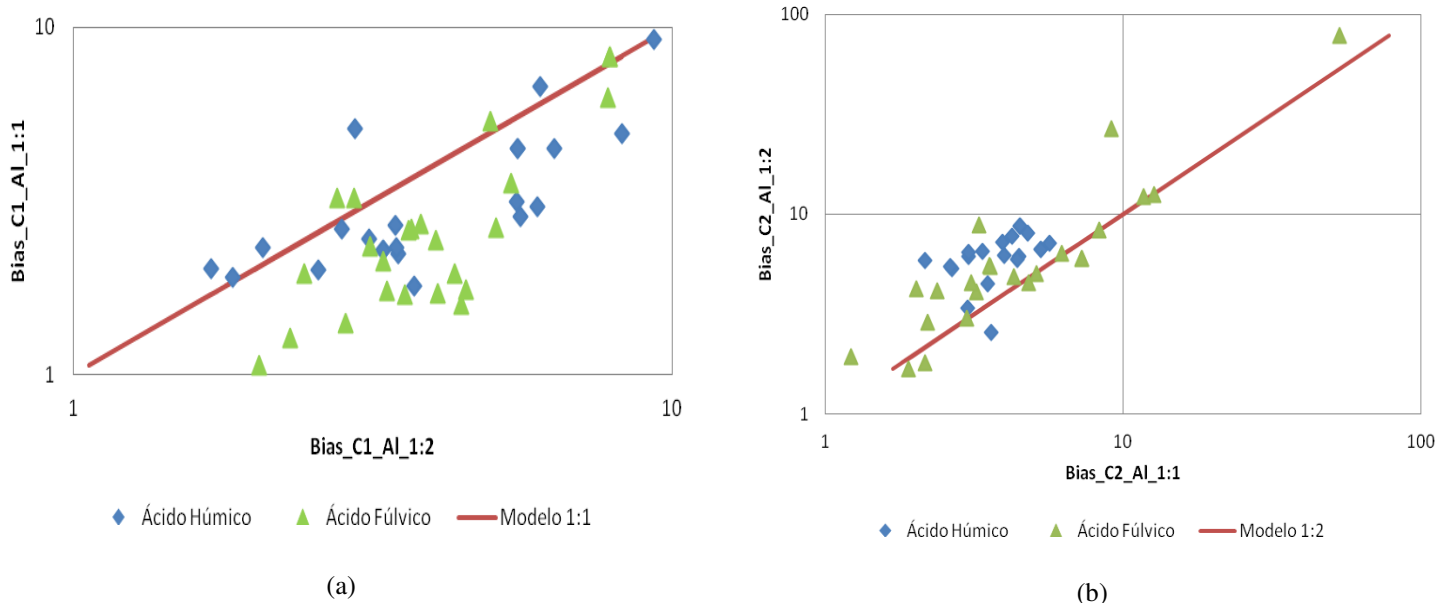 10
Bias_C1_Al_1:1
1
1
10
Bias_C1_Al_1:2
Ácido Húmico
Ácido Fúlvico
Modelo 1:1
(a)
100
Bias_C2_Al_1:2
10
1
1
10
100
Bias_C2_Al_1:1
Ácido Húmico
Ácido Fúlvico
Modelo 1:2
(b)